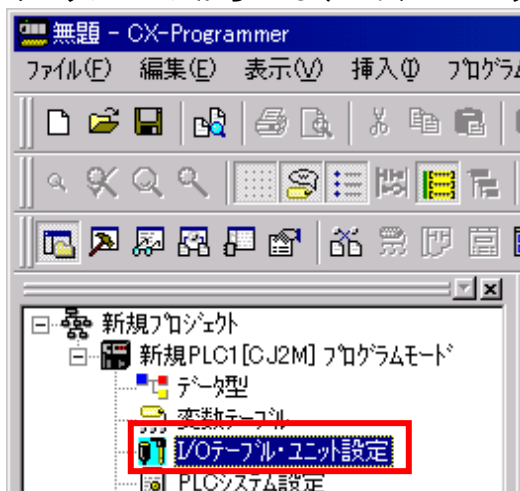 無題 - CX-Programmer
ﾌｧｲﾙ(F) 編集(E) 表示(V) 挿入(I) ﾌﾟﾛｸﾞﾗﾑ
新規ﾌﾟﾛｼﾞｪｸﾄ
新規PLC1[CJ2M] ﾌﾟﾛｸﾞﾗﾑﾓｰﾄﾞ
ﾃﾞｰﾀ型
変数ﾃｰﾌﾞﾙ
I/Oﾃｰﾌﾞﾙ･ﾕﾆｯﾄ設定
PLCｼｽﾃﾑ設定